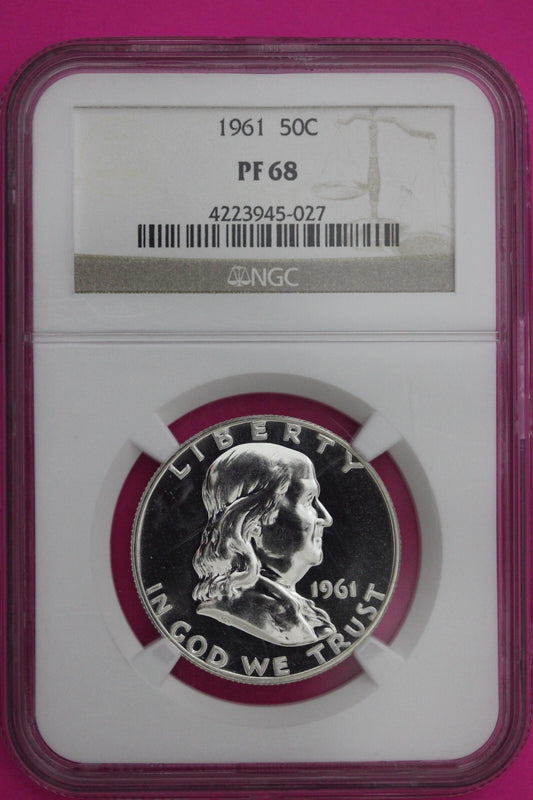 1961 50C
PF 68
4223945-027
NGC
LIBERTY
1961
IN GOD WE TRUST